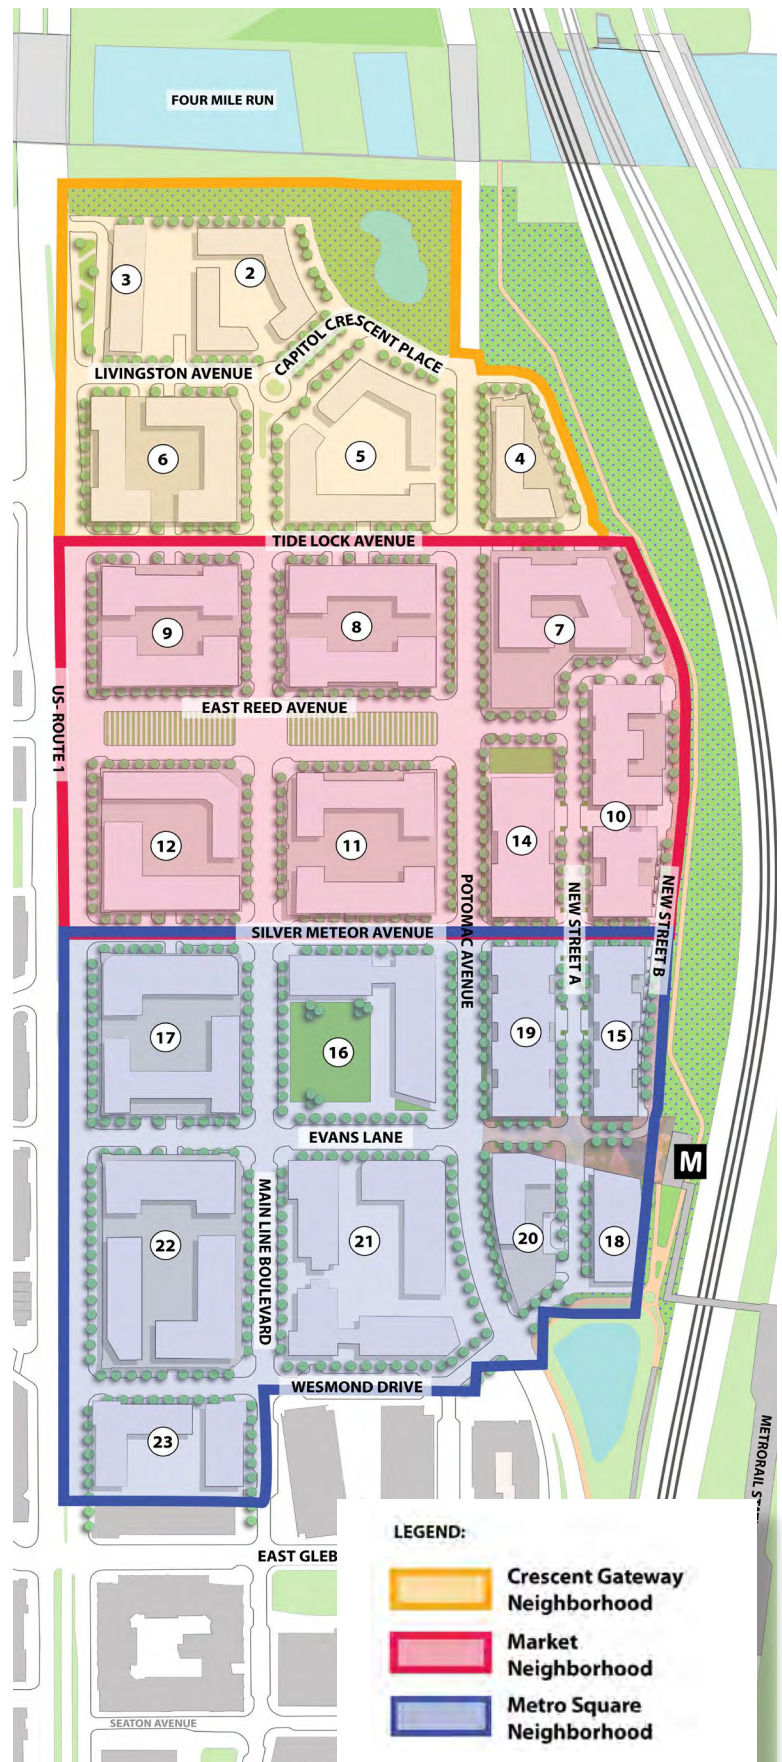 FOUR MILE RUN
3
2
CAPITOL CRESCENT PLACE
LIVINGSTON AVENUE
6
5
4
TIDE LOCK AVENUE
9
8
7
US- ROUTE 1
EAST REED AVENUE
12
11
14
10
POTOMAC AVENUE
NEW STREET A
NEW STREET B
SILVER METEOR AVENUE
17
16
19
15
EVANS LANE
M
MAIN LINE BOULEVARD
22
21
20
18
WESMOND DRIVE
23
METRORAIL
EAST GLEB
SEATON AVENUE
LEGEND:
Crescent Gateway
Neighborhood
Market
Neighborhood
Metro Square
Neighborhood